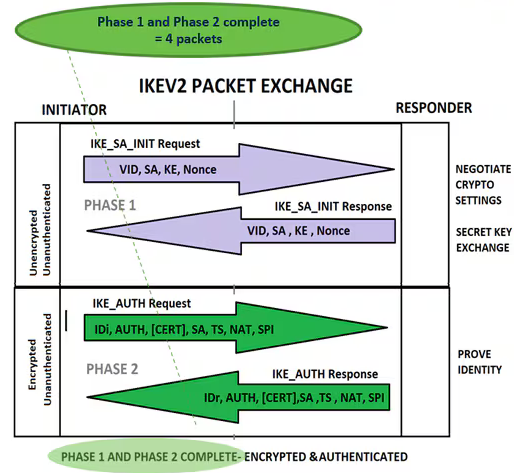 Phase 1 and Phase 2 complete
= 4 packets
IKEV2 PACKET EXCHANGE
INITIATOR
RESPONDER
IKE_SA_INIT Request
VID, SA, KE, Nonce
PHASE 1
IKE_SA_INIT Response
VID, SA , KE , Nonce
Unencrypted
Unauthenticated
NEGOTIATE
CRYPTO
SETTINGS
SECRET KEY
EXCHANGE
IKE_AUTH Request
IDi, AUTH, [CERT], SA, TS, NAT, SPI
PHASE 2
IKE_AUTH Response
IDr, AUTH, [CERT],SA ,TS , NAT, SPI
Encrypted
Unauthenticated
PROVE
IDENTITY
PHASE 1 AND PHASE 2 COMPLETE- ENCRYPTED &AUTHENTICATED